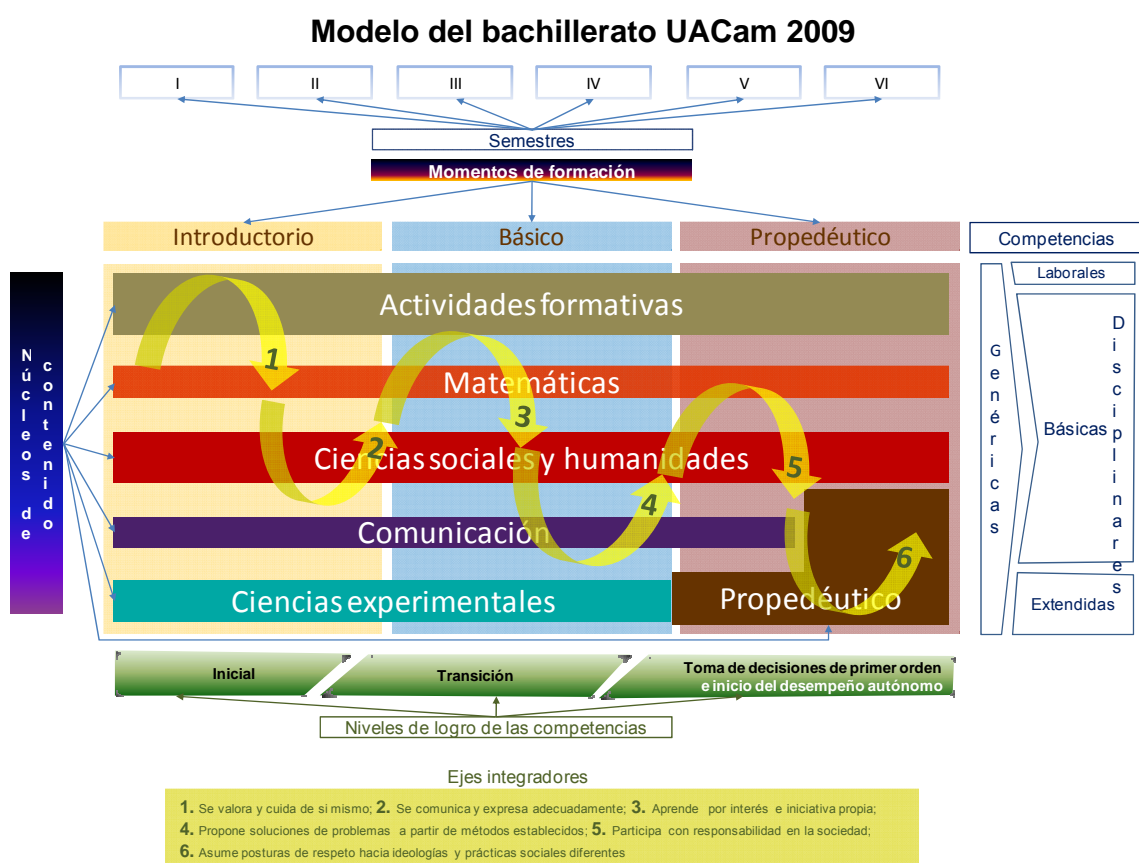 Modelo del bachillerato UACam 2009
I
II
III
IV
V
VI
Semestres
Momentos de formación
Introductorio
Básico
Propedéutico
Competencias
Núcleos de
contenido
Actividades formativas
1
Matemáticas
3
2
Ciencias sociales y humanidades
5
4
Comunicación
6
Ciencias experimentales
Propedéutico
Genéricas
Laborales
Básicas
Disciplinares
Extendidas
Inicial
Transición
Toma de decisiones de primer orden
e inicio del desempeño autónomo
Niveles de logro de las competencias
Ejes integradores
1. Se valora y cuida de si mismo; 2. Se comunica y expresa adecuadamente; 3. Aprende por interés e iniciativa propia;
4. Propone soluciones de problemas a partir de métodos establecidos; 5. Participa con responsabilidad en la sociedad;
6. Asume posturas de respeto hacia ideologías y prácticas sociales diferentes